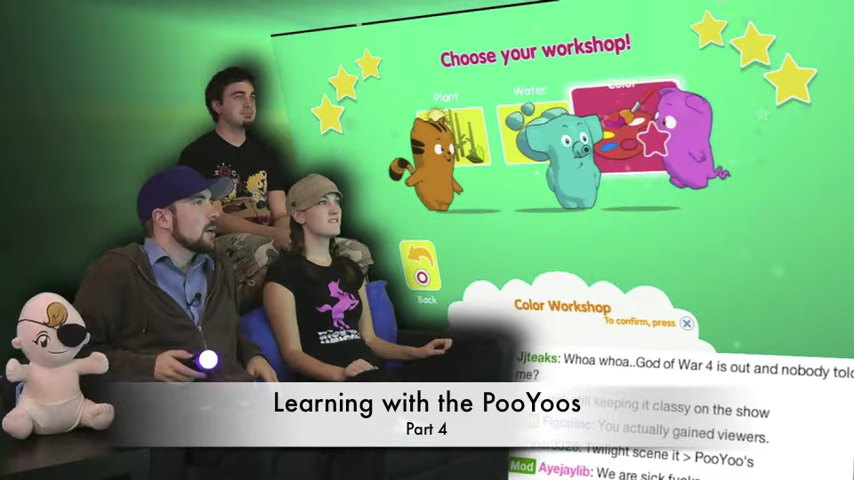 Choose your workshop!
Plant
Water
Color
Back
Color Workshop
To confirm, press
Jjteaks: Whoa whoa..God of War 4 is out and nobody told
me?
still keeping it classy on the show
Figceinc: You actually gained viewers.
Twilight scene it > PooYoo's
Mod Ayejaylib: We are sick
Learning with the PooYoos
Part 4